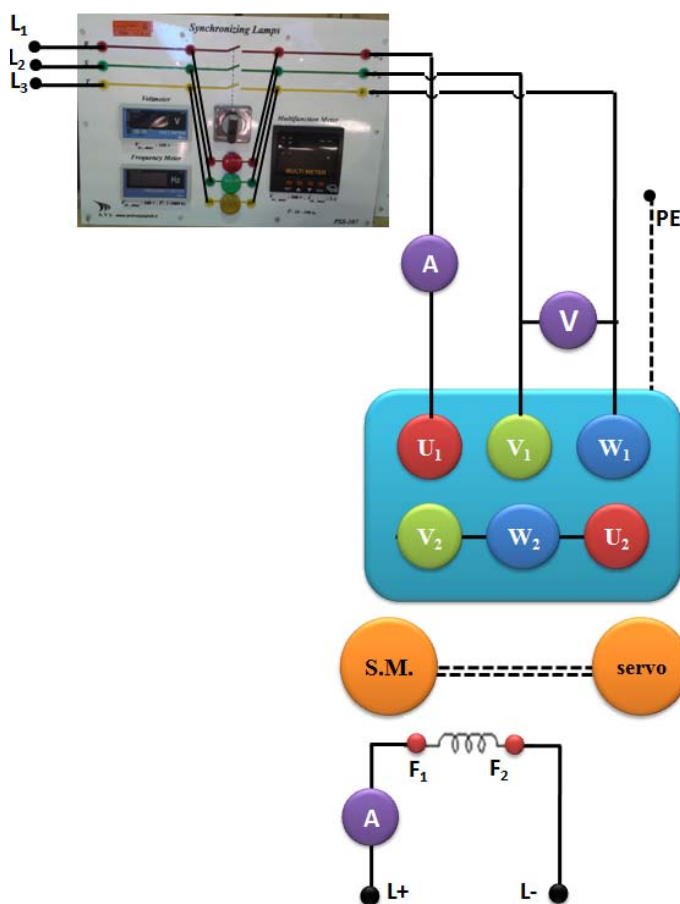 L1
L2
L3
Synchronizing Lamps
R
S
T
Voltmeter
V
Multifunction Meter
Frequency Meter
Hz
MULTI METER
PE
A
V
U1 V1 W1
V2 W2 U2
S.M. servo
F1 F2
A
L+ L-